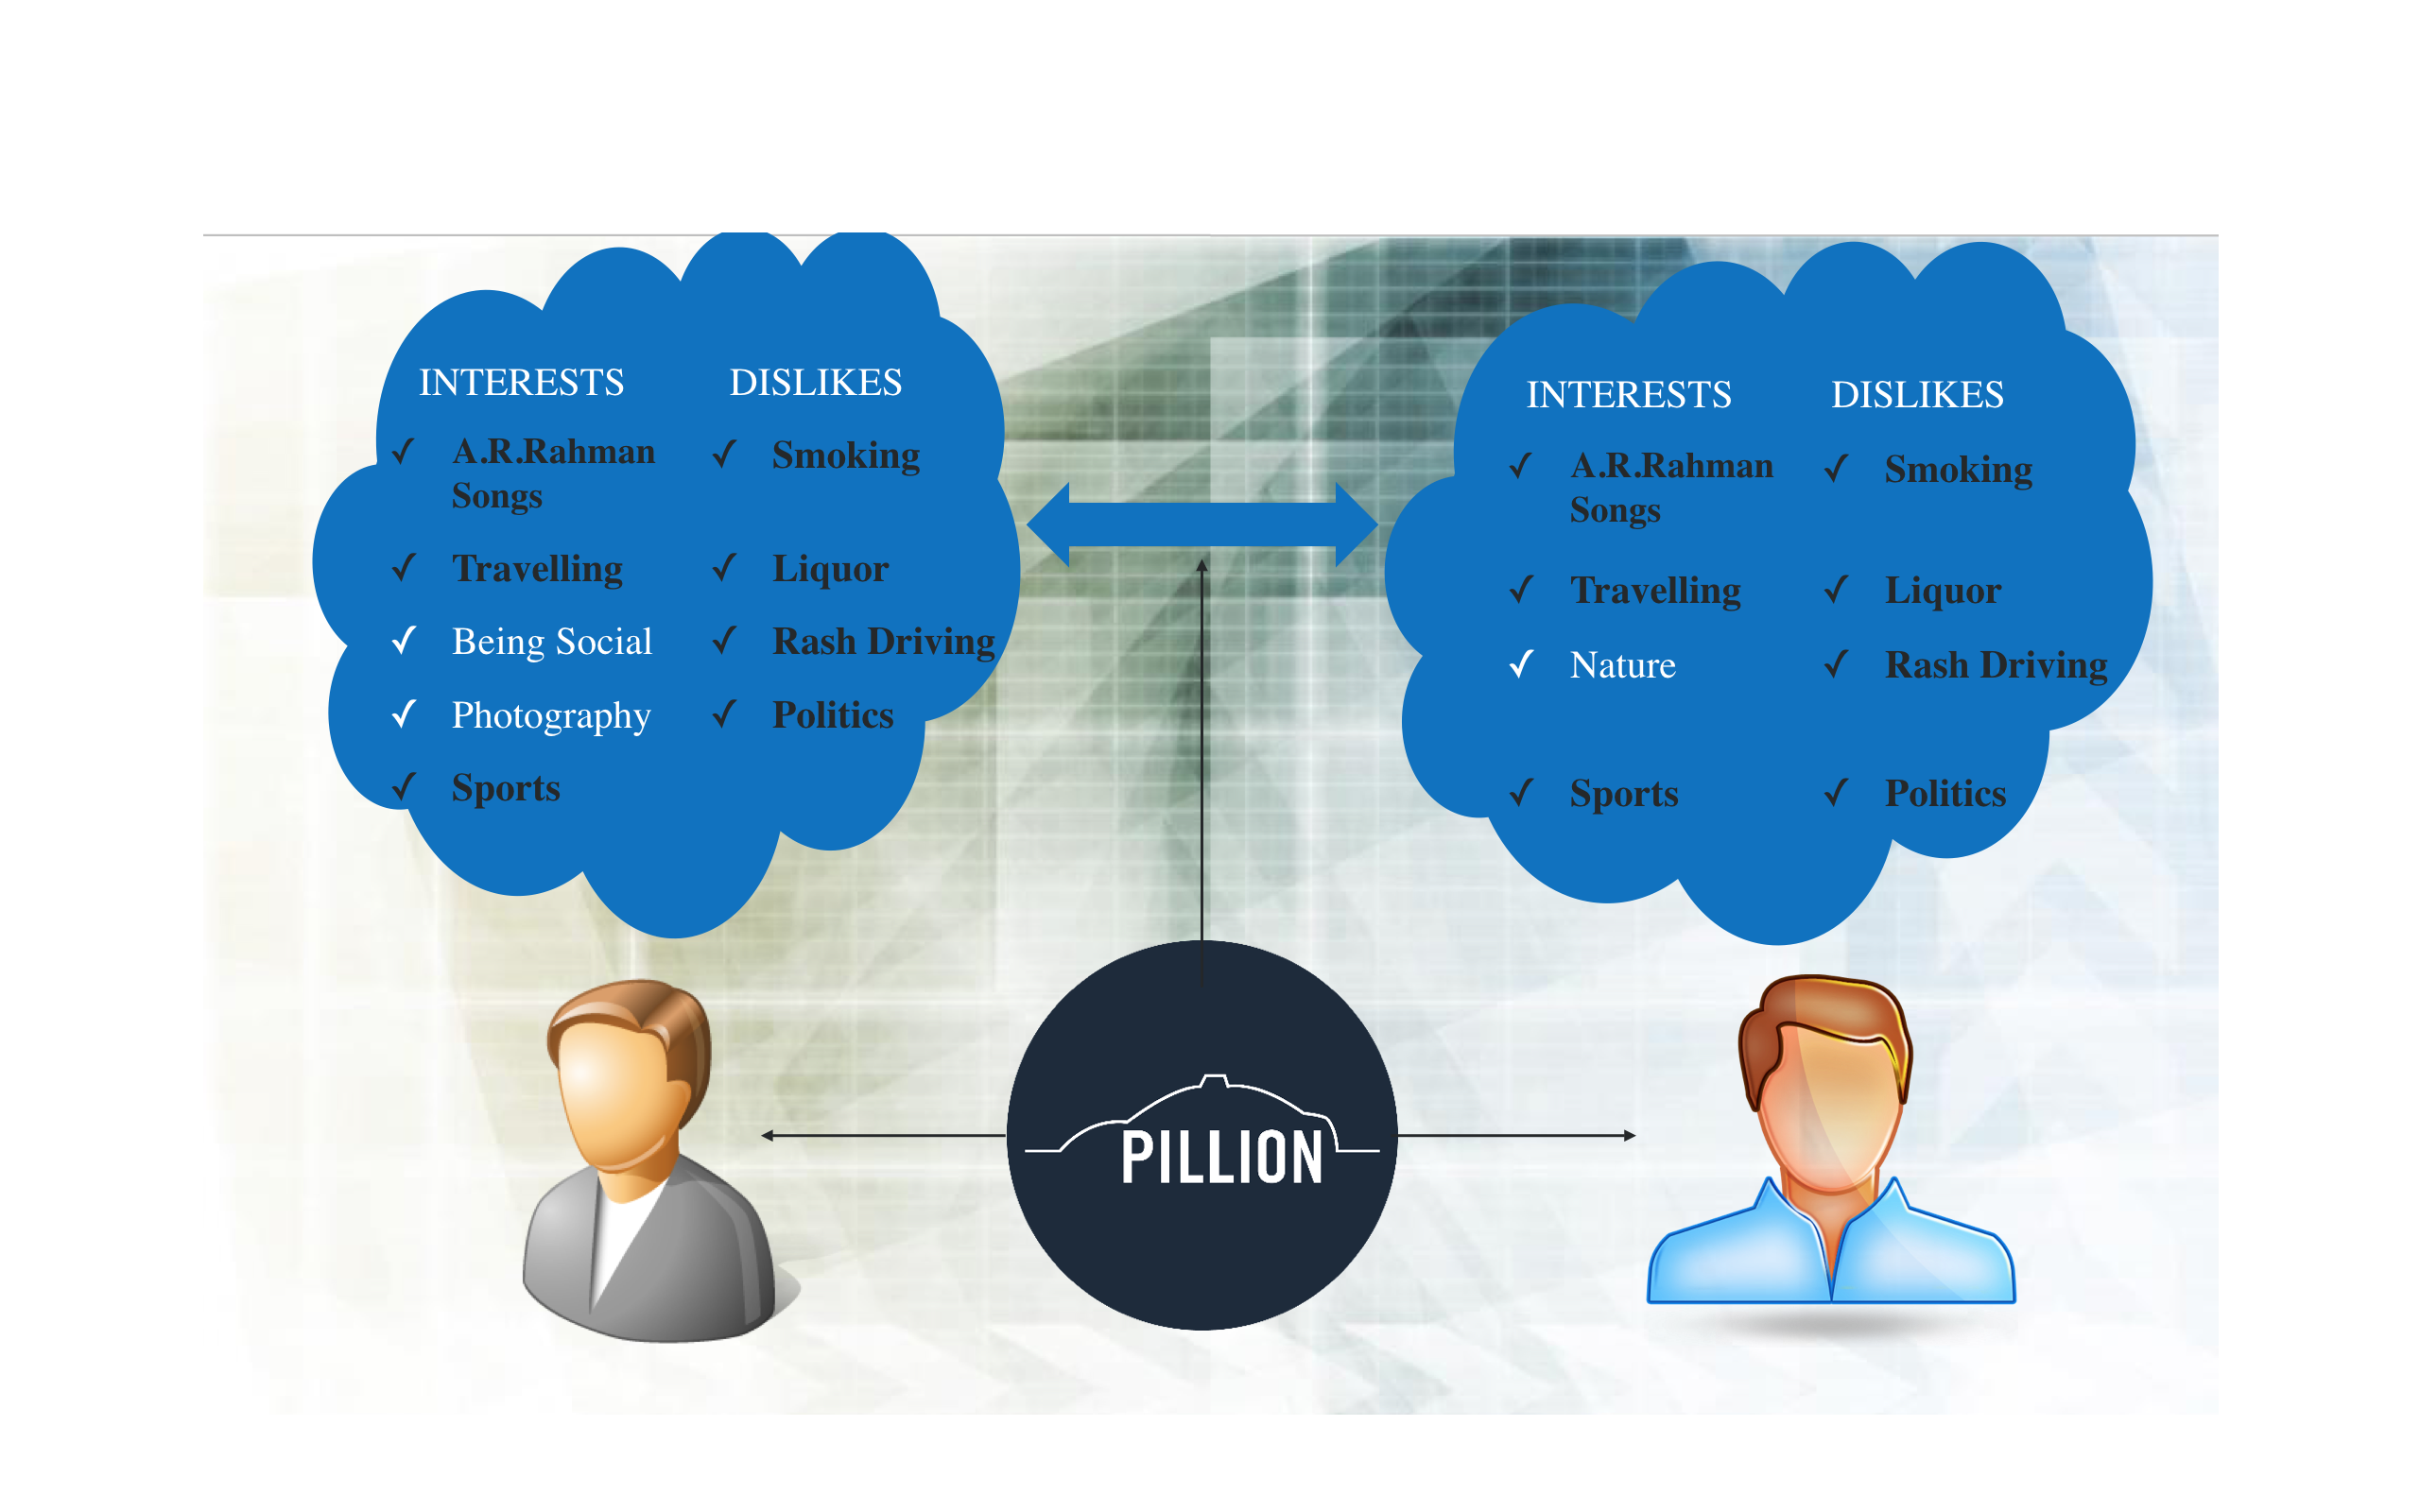 INTERESTS DISLIKES
✓ A.R.Rahman Songs
✓ Smoking
✓ Travelling
✓ Liquor
✓ Being Social
✓ Rash Driving
✓ Photography
✓ Politics
✓ Sports
INTERESTS DISLIKES
✓ A.R.Rahman Songs
✓ Smoking
✓ Travelling
✓ Liquor
✓ Nature
✓ Rash Driving
✓ Sports
✓ Politics
PILLION